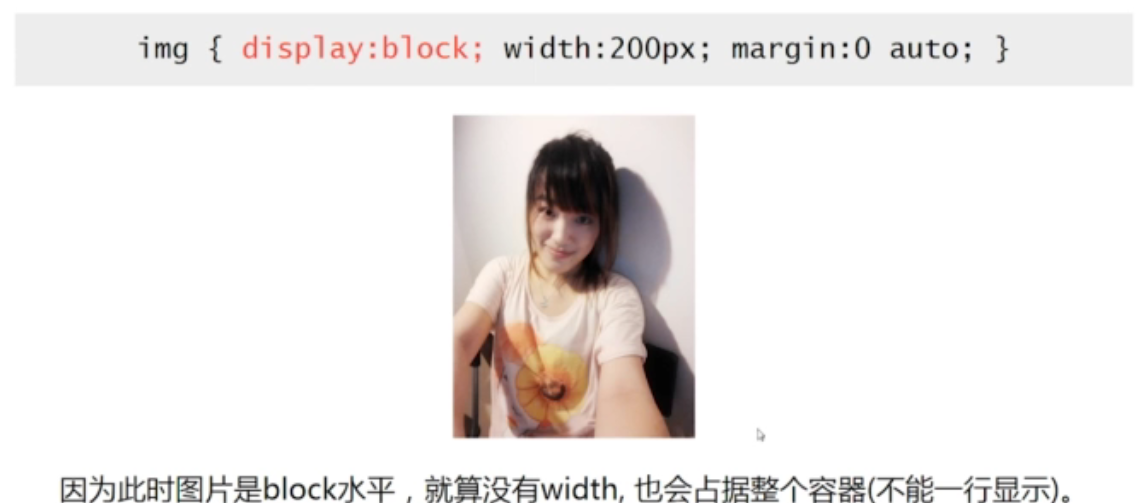 img { display:block; width:200px; margin:0 auto; }
因为此时图片是block水平，就算没有width, 也会占据整个容器(不能一行显示)。